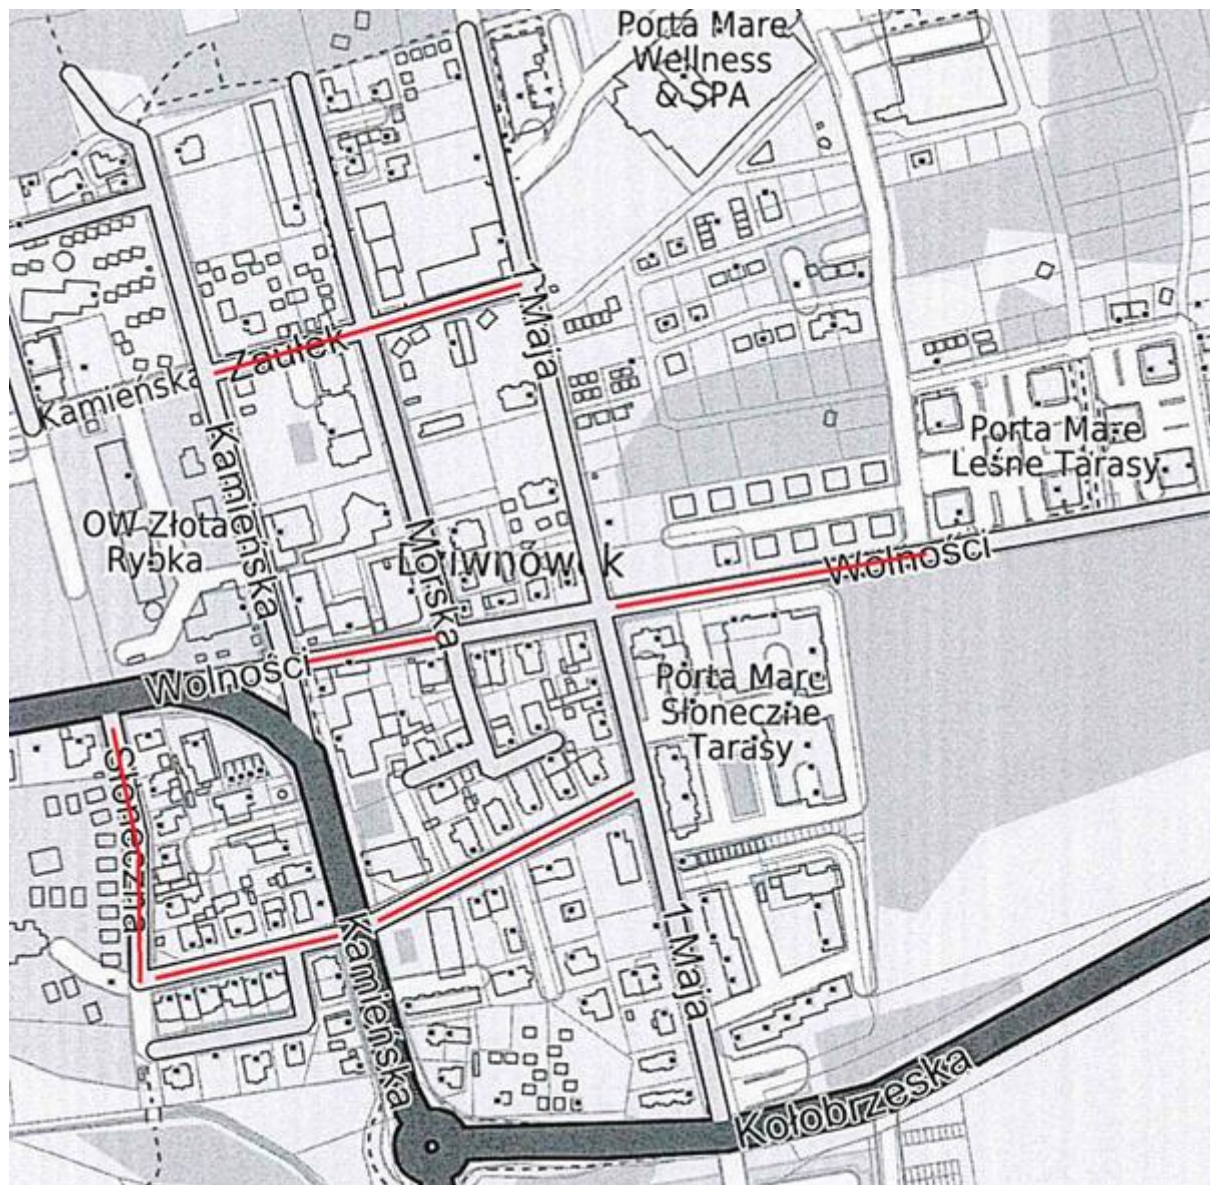 Porta Mare
Wellness
& SPA
1 Maja
Zaułek
Kamieńska
Porta Mare
Leśne Tarasy
Kamieńska
OW Złota
Rybka
Morska
Dziwnówek
Wolności
Wolności
Porta Mare
Słoneczne
Tarasy
Słoneczna
1 Maja
Kamieńska
Kołobrzeska